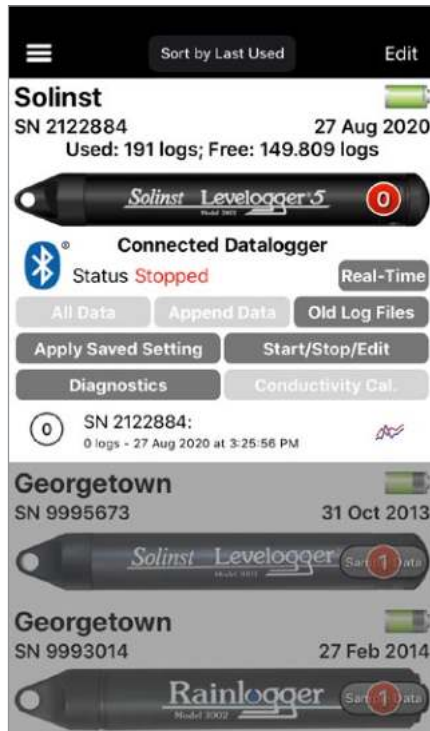 Sort by Last Used Edit
Solinst
SN 2122884 27 Aug 2020
Used: 191 logs; Free: 149.809 logs
Solinst Levelogger 5 0
Connected Datalogger
Status Stopped Real-Time
All Data Append Data Old Log Files
Apply Saved Setting Start/Stop/Edit
Diagnostics Conductivity Cal.
0 SN 2122884:
0 logs - 27 Aug 2020 at 3:25:56 PM
Georgetown
SN 9995673 31 Oct 2013
Solinst Levelogger 1
Georgetown
SN 9993014 27 Feb 2014
Rainlogger 1
Model 3002